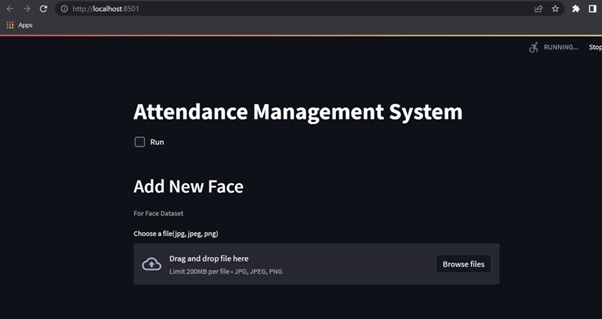 http://localhost:8501
Apps
RUNNING...
Stop
Attendance Management System
Run
Add New Face
For Face Dataset
Choose a file(jpg, jpeg, png)
Drag and drop file here
Limit 200MB per file • JPG, JPEG, PNG
Browse files